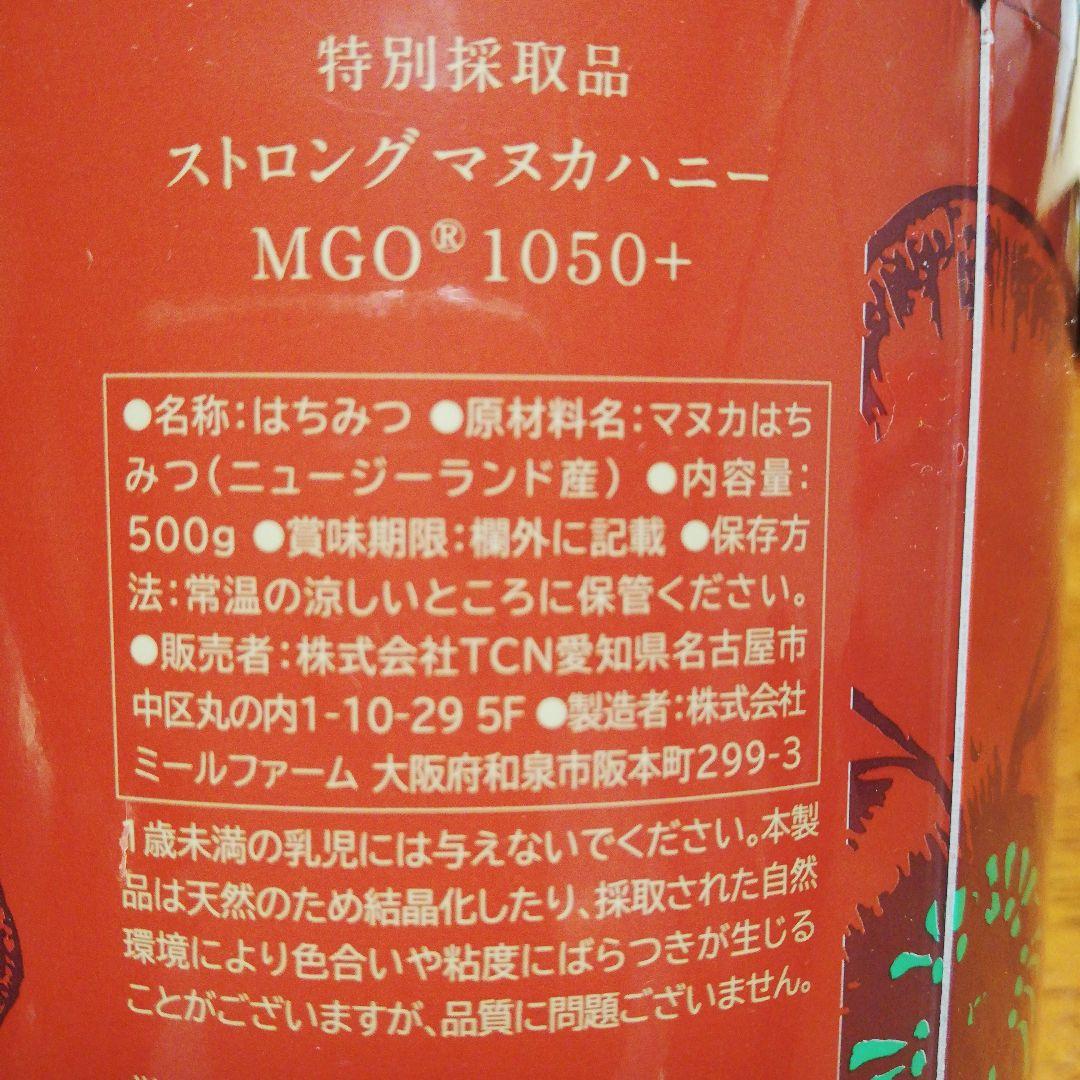 特別採取品
ストロング マヌカハニー
MGO® 1050+
●名称：はちみつ ●原材料名：マヌカはち
みつ（ニュージーランド産）●内容量：
500g ●賞味期限：欄外に記載 ●保存方
法：常温の涼しいところに保管ください。
●販売者：株式会社TCN愛知県名古屋市
中区丸の内1-10-29 5F ●製造者：株式会社
ミールファーム 大阪府和泉市阪本町299-3
1歳未満の乳児には与えないでください。本製
品は天然のため結晶化したり、採取された自然
環境により色合いや粘度にばらつきが生じる
ことがございますが、品質に問題ございません。